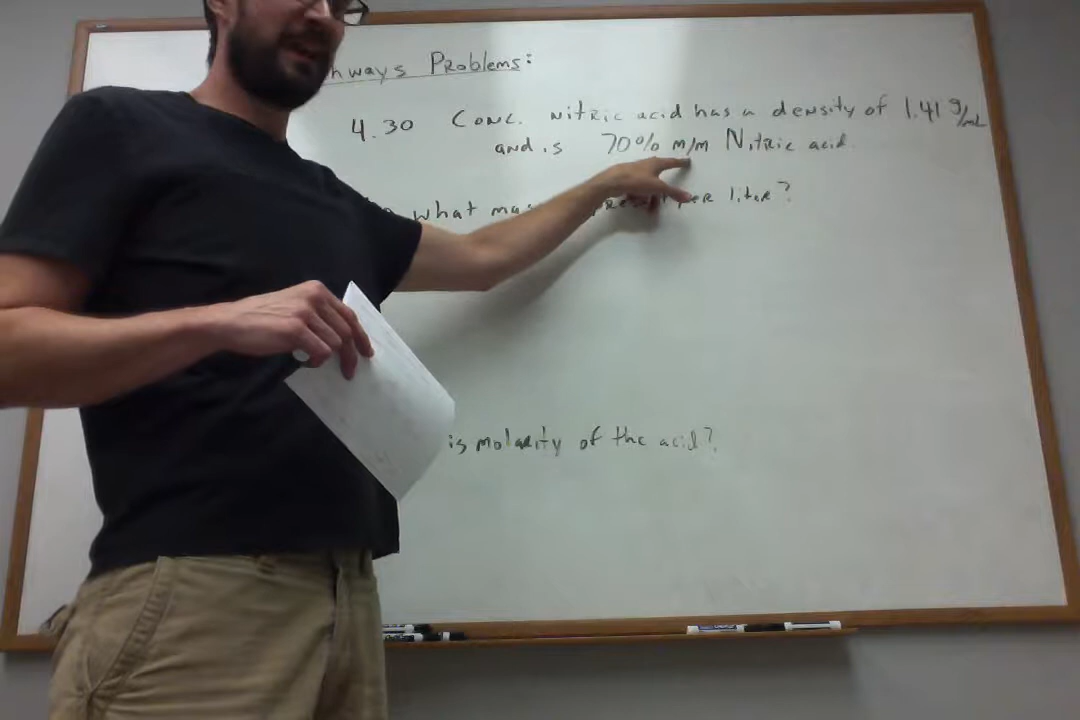 hways Problems:
4.30 Conc. nitric acid has a density of 1.41 g/mL
and is 70% m/m Nitric acid.
what per liter?
is molarity of the acid?